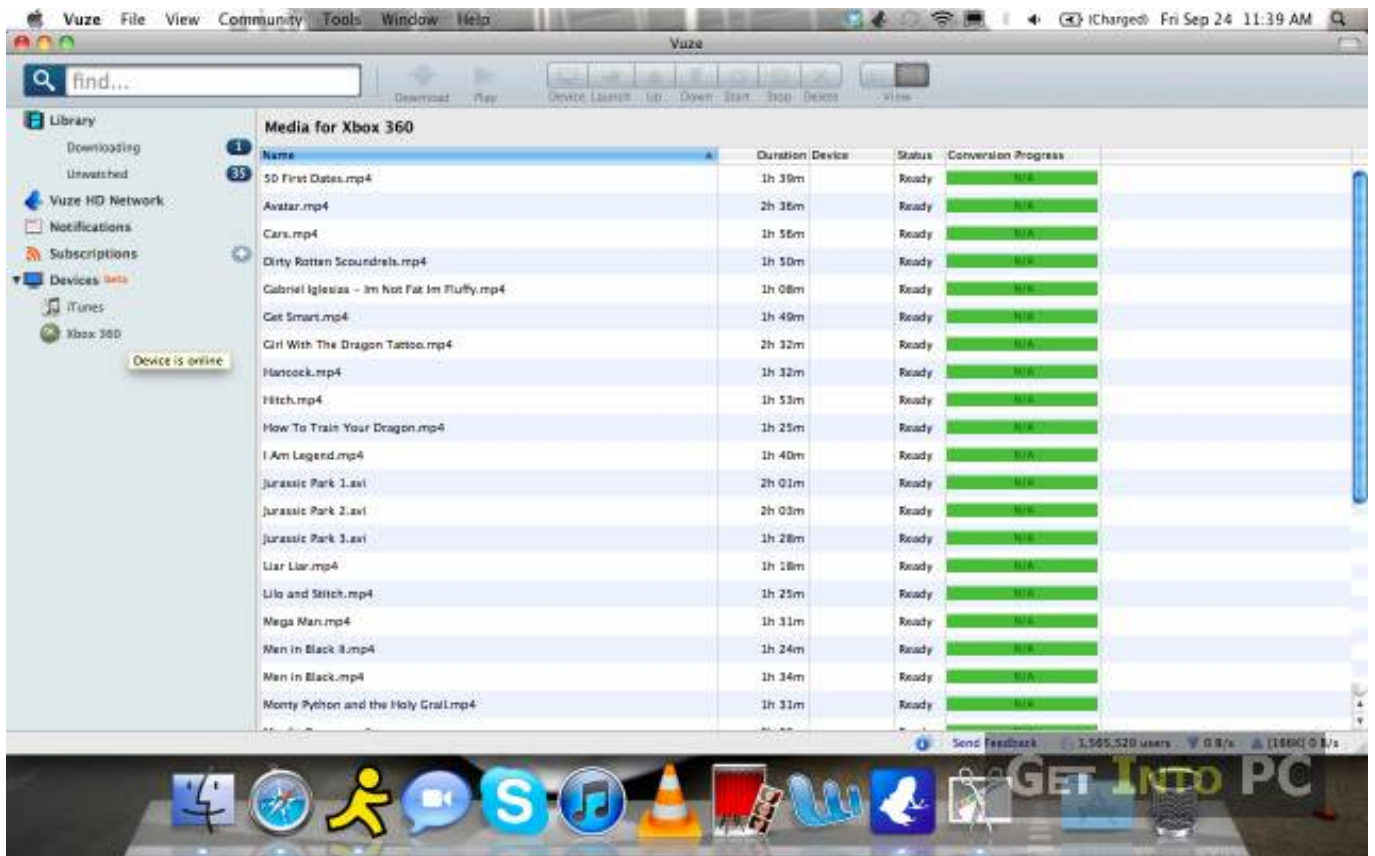 Vuze File View Community Tools Window Help (Charged) Fri Sep 24 11:39 AM
Vuze
find...
Download Play Device Launch Up Down Start Stop Delete View
Library
Downloading 1
Unwatched 35
Vuze HD Network
Notifications
Subscriptions
Devices beta
iTunes
Xbox 360
Device is online
Media for Xbox 360
Name Duration Device Status Conversion Progress
50 First Dates.mp4 1h 39m Ready N/A
Avatar.mp4 2h 36m Ready N/A
Cars.mp4 1h 56m Ready N/A
Dirty Rotten Scoundrels.mp4 1h 50m Ready N/A
Gabriel Iglesias - Im Not Fat Im Fluffy.mp4 1h 08m Ready N/A
Get Smart.mp4 1h 49m Ready N/A
Girl With The Dragon Tattoo.mp4 2h 32m Ready N/A
Hancock.mp4 1h 32m Ready N/A
Hitch.mp4 1h 53m Ready N/A
How To Train Your Dragon.mp4 1h 25m Ready N/A
I Am Legend.mp4 1h 40m Ready N/A
Jurassic Park 1.avi 2h 01m Ready N/A
Jurassic Park 2.avi 2h 03m Ready N/A
Jurassic Park 3.avi 1h 28m Ready N/A
Liar Liar.mp4 1h 18m Ready N/A
Lilo and Stitch.mp4 1h 25m Ready N/A
Mega Man.mp4 1h 31m Ready N/A
Men in Black II.mp4 1h 24m Ready N/A
Men in Black.mp4 1h 34m Ready N/A
Monty Python and the Holy Grail.mp4 1h 31m Ready N/A
Send Feedback 1,565,520 users 0 B/s (166K) 0 B/s
GET INTO PC